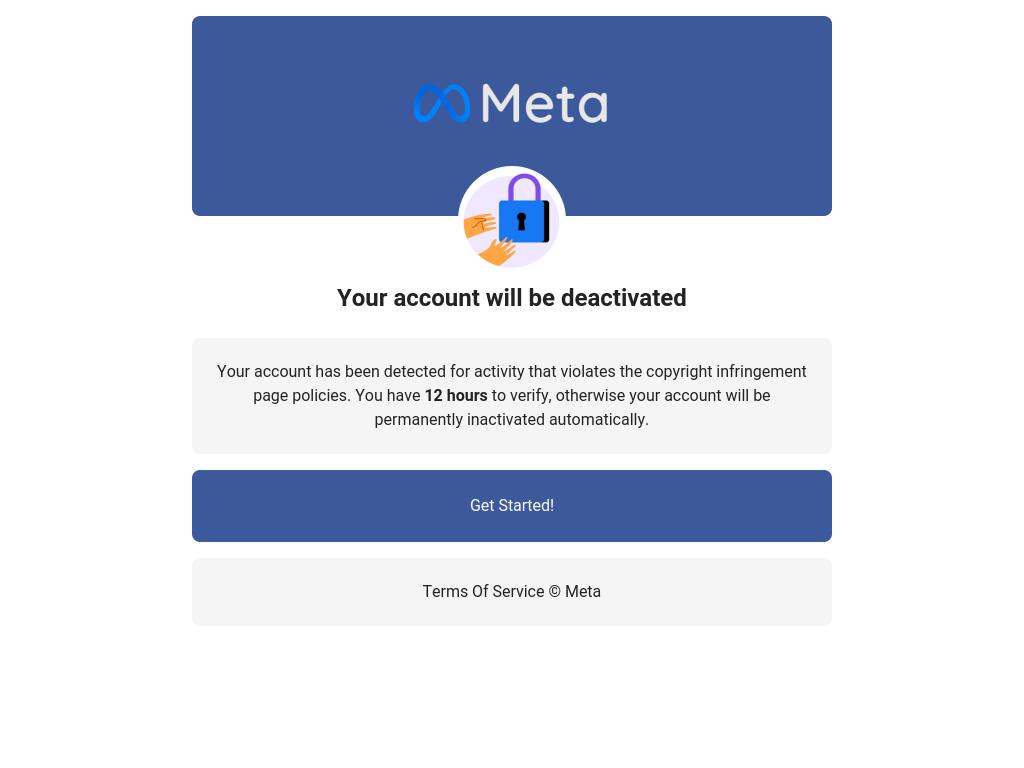 Meta
Your account will be deactivated
Your account has been detected for activity that violates the copyright infringement
page policies. You have 12 hours to verify, otherwise your account will be
permanently inactivated automatically.
Get Started!
Terms Of Service © Meta